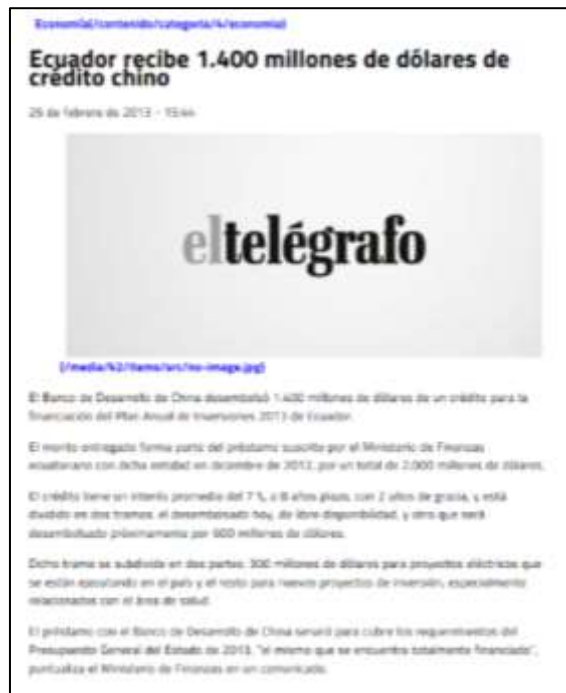 Economía(/contenido/categoria/4/economia)
Ecuador recibe 1.400 millones de dólares de
crédito chino
26 de febrero de 2013 - 15:44
eltelégrafo
(/media/k2/items/src/no-image.jpg)
El Banco de Desarrollo de China desembolsó 1.400 millones de dólares de un crédito para la
financiación del Plan Anual de Inversiones 2013 de Ecuador.
El monto entregado forma parte del préstamo suscrito por el Ministerio de Finanzas
ecuatoriano con dicha entidad en diciembre de 2012, por un total de 2.000 millones de dólares.
El crédito tiene un interés promedio del 7 %, a 8 años plazo, con 2 años de gracia, y está
dividido en dos tramos: el desembolsado hoy, de libre disponibilidad, y otro que será
desembolsado próximamente por 600 millones de dólares.
Dicho tramo se subdivide en dos partes: 300 millones de dólares para proyectos eléctricos que
se están ejecutando en el país y el resto para nuevos proyectos de inversión, especialmente
relacionados con el área de salud.
El préstamo con el Banco de Desarrollo de China servirá para cubrir los requerimientos del
Presupuesto General del Estado de 2013, "el mismo que se encuentra totalmente financiado",
puntualiza el Ministerio de Finanzas en un comunicado.